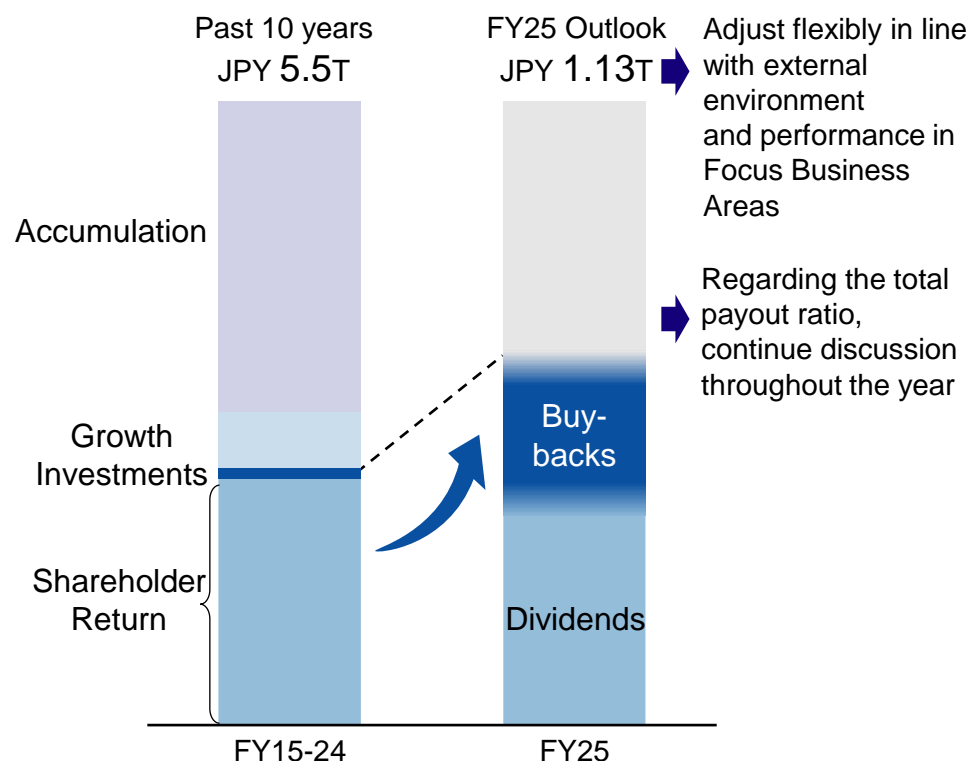 Past 10 years
JPY 5.5T
FY25 Outlook
JPY 1.13T
Adjust flexibly in line
with external
environment
and performance in
Focus Business
Areas
Accumulation
Regarding the total
payout ratio,
continue discussion
throughout the year
Growth
Investments
Buy-
backs
Shareholder
Return
Dividends
FY15-24
FY25